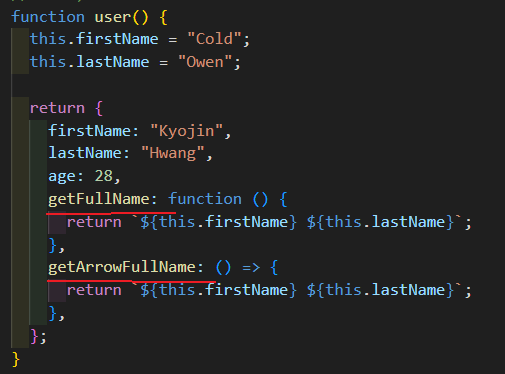 function user() {
this.firstName = "Cold";
this.lastName = "Owen";
return {
firstName: "Kyojin",
lastName: "Hwang",
age: 28,
getFullName: function () {
return `${this.firstName} ${this.lastName}`;
},
getArrowFullName: () => {
return `${this.firstName} ${this.lastName}`;
},
};
}